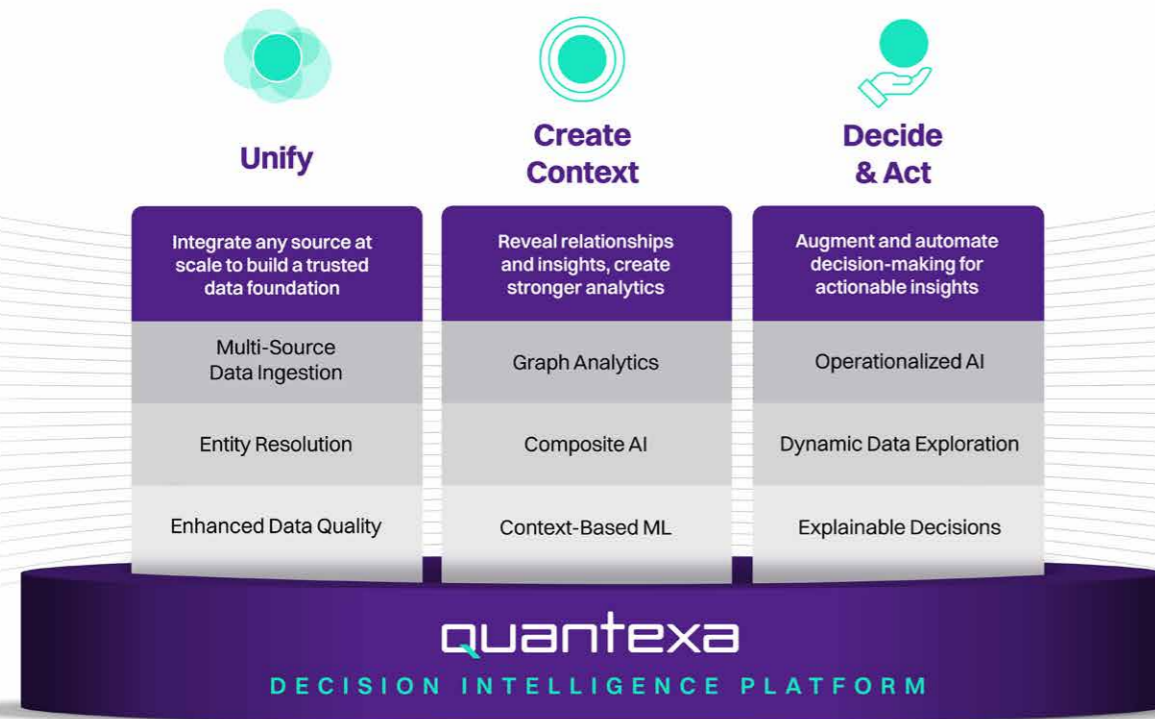 Unify
Create
Context
Decide
& Act
Integrate any source at
scale to build a trusted
data foundation
Reveal relationships
and insights, create
stronger analytics
Augment and automate
decision-making for
actionable insights
Multi-Source
Data Ingestion
Graph Analytics
Operationalized AI
Entity Resolution
Composite AI
Dynamic Data Exploration
Enhanced Data Quality
Context-Based ML
Explainable Decisions
quantexa
DECISION INTELLIGENCE PLATFORM